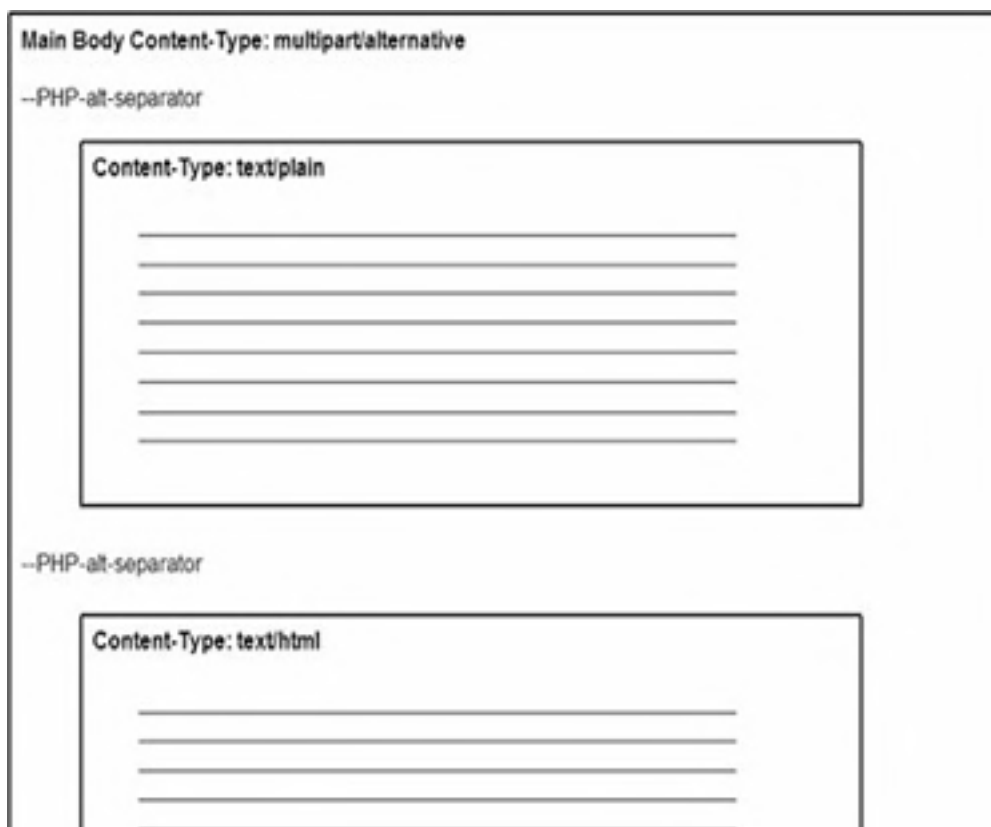 Main Body Content-Type: multipart/alternative
--PHP-alt-separator
Content-Type: text/plain
--PHP-alt-separator
Content-Type: text/html